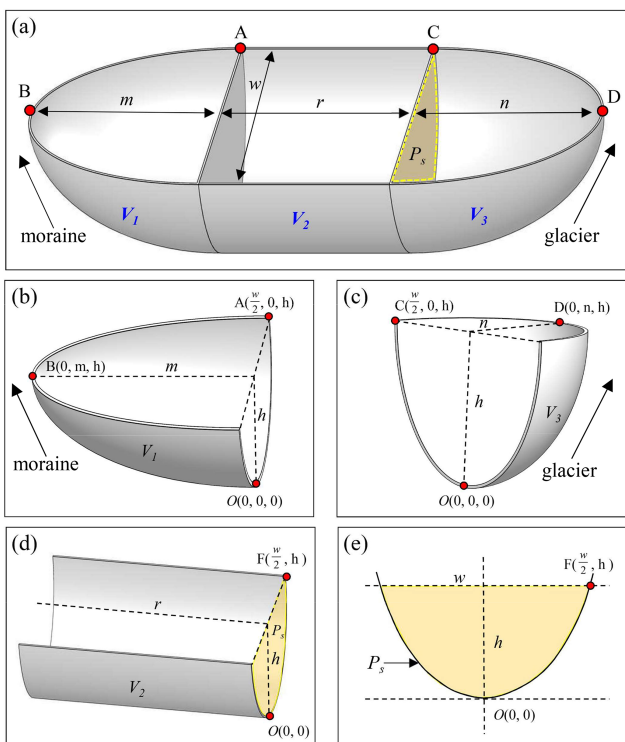 (a)
A
C
B
D
m
w
r
n
P_s
V_1
V_2
V_3
moraine
glacier
(b)
A(w/2, 0, h)
B(0, m, h)
m
h
V_1
moraine
O(0, 0, 0)
(c)
C(w/2, 0, h)
D(0, n, h)
n
h
V_3
glacier
O(0, 0, 0)
(d)
F(w/2, h)
r
P_s
h
V_2
O(0, 0)
(e)
F(w/2, h)
w
h
P_s
O(0, 0)